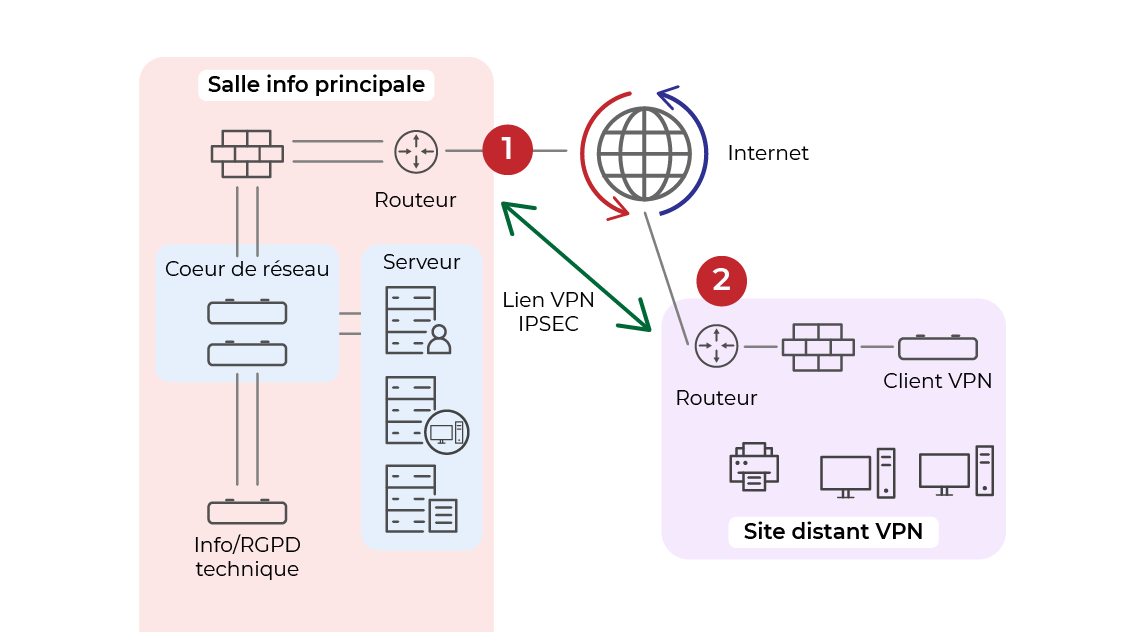 Salle info principale
1
Internet
Routeur
Coeur de réseau
Serveur
2
Lien VPN
IPSEC
Client VPN
Routeur
Site distant VPN
Info/RGPD
technique